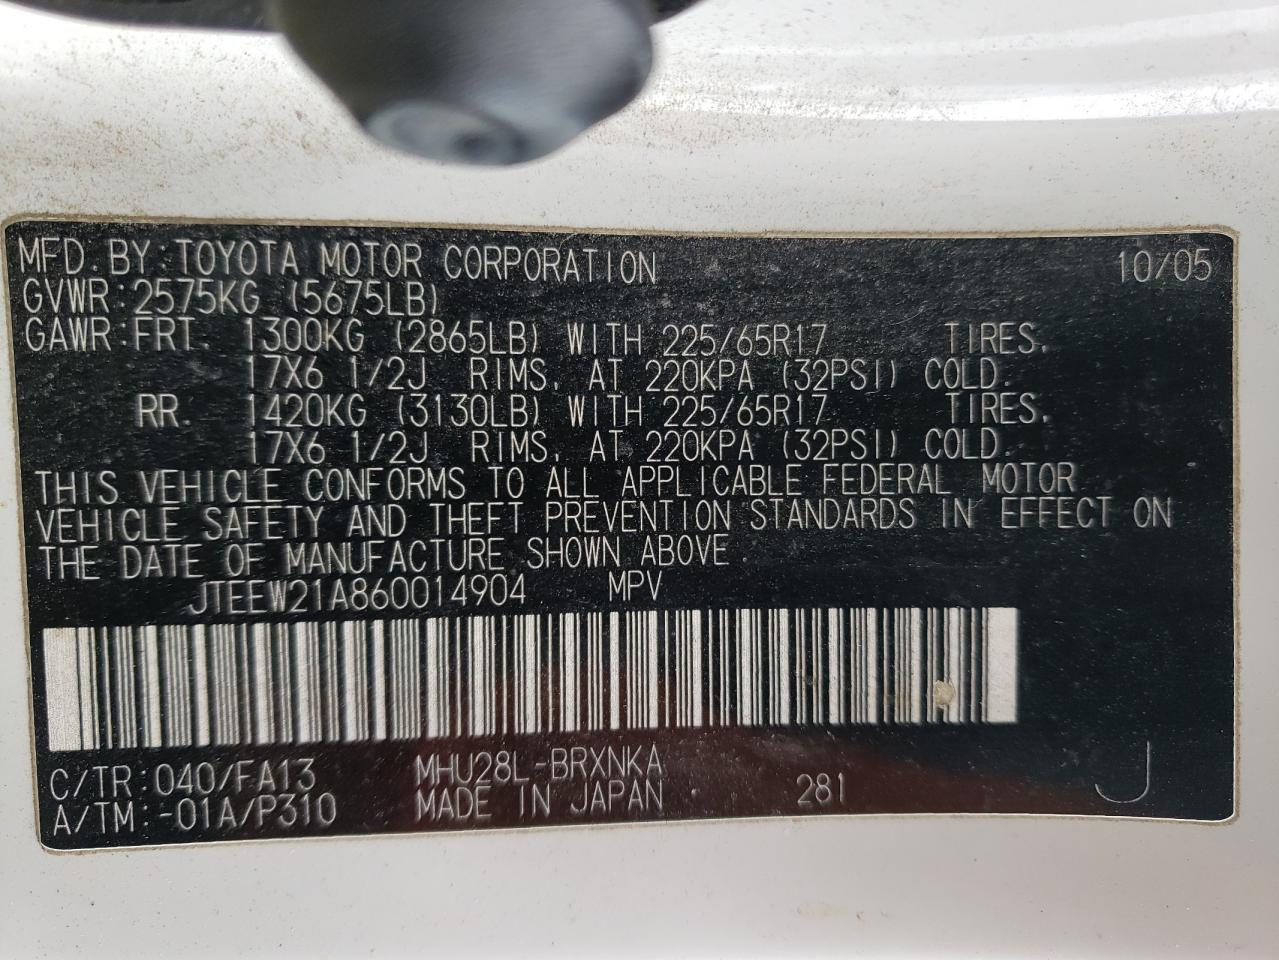 MFD. BY: TOYOTA MOTOR CORPORATION 10/05
GVWR: 2575KG (5675LB)
GAWR: FRT. 1300KG (2865LB) WITH 225/65R17 TIRES,
17X6 1/2J RIMS, AT 220KPA (32PSI) COLD.
RR. 1420KG (3130LB) WITH 225/65R17 TIRES,
17X6 1/2J RIMS, AT 220KPA (32PSI) COLD.
THIS VEHICLE CONFORMS TO ALL APPLICABLE FEDERAL MOTOR
VEHICLE SAFETY AND THEFT PREVENTION STANDARDS IN EFFECT ON
THE DATE OF MANUFACTURE SHOWN ABOVE.
JTEEW21A860014904 MPV
C/TR: 040/FA13 MHU28L-BRXNKA 281 J
A/TM: -01A/P310 MADE IN JAPAN.